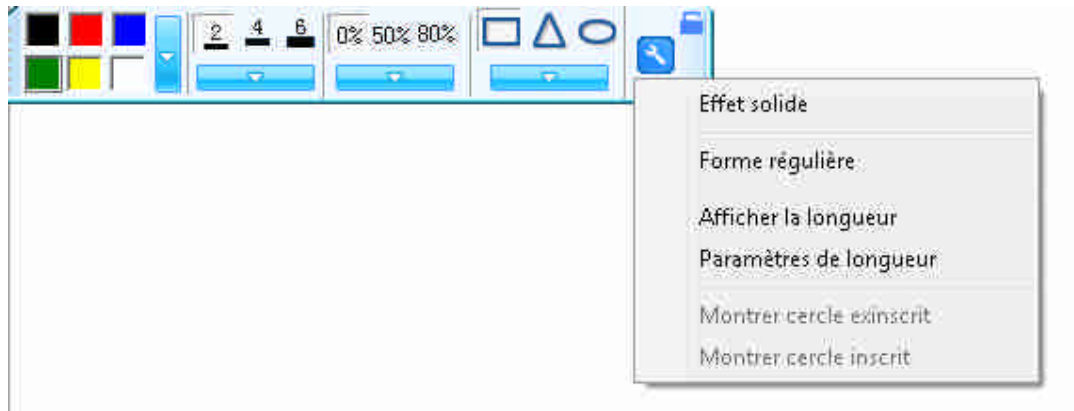 2 4 6 0% 50% 80%
Effet solide
Forme régulière
Afficher la longueur
Paramètres de longueur
Montrer cercle exinscrit
Montrer cercle inscrit